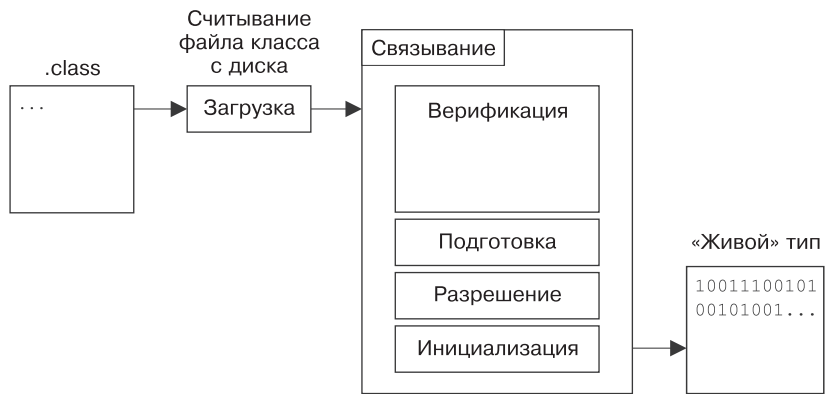 .class
...
Считывание
файла класса
с диска
Загрузка
Связывание
Верификация
Подготовка
Разрешение
Инициализация
«Живой» тип
10011100101
00101001...